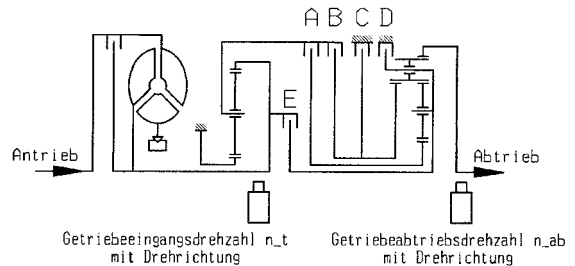 A B C D
E
Antrieb
Abtrieb
Getriebeeingangsdrehzahl n_t
mit Drehrichtung
Getriebeabtriebsdrehzahl n_ab
mit Drehrichtung